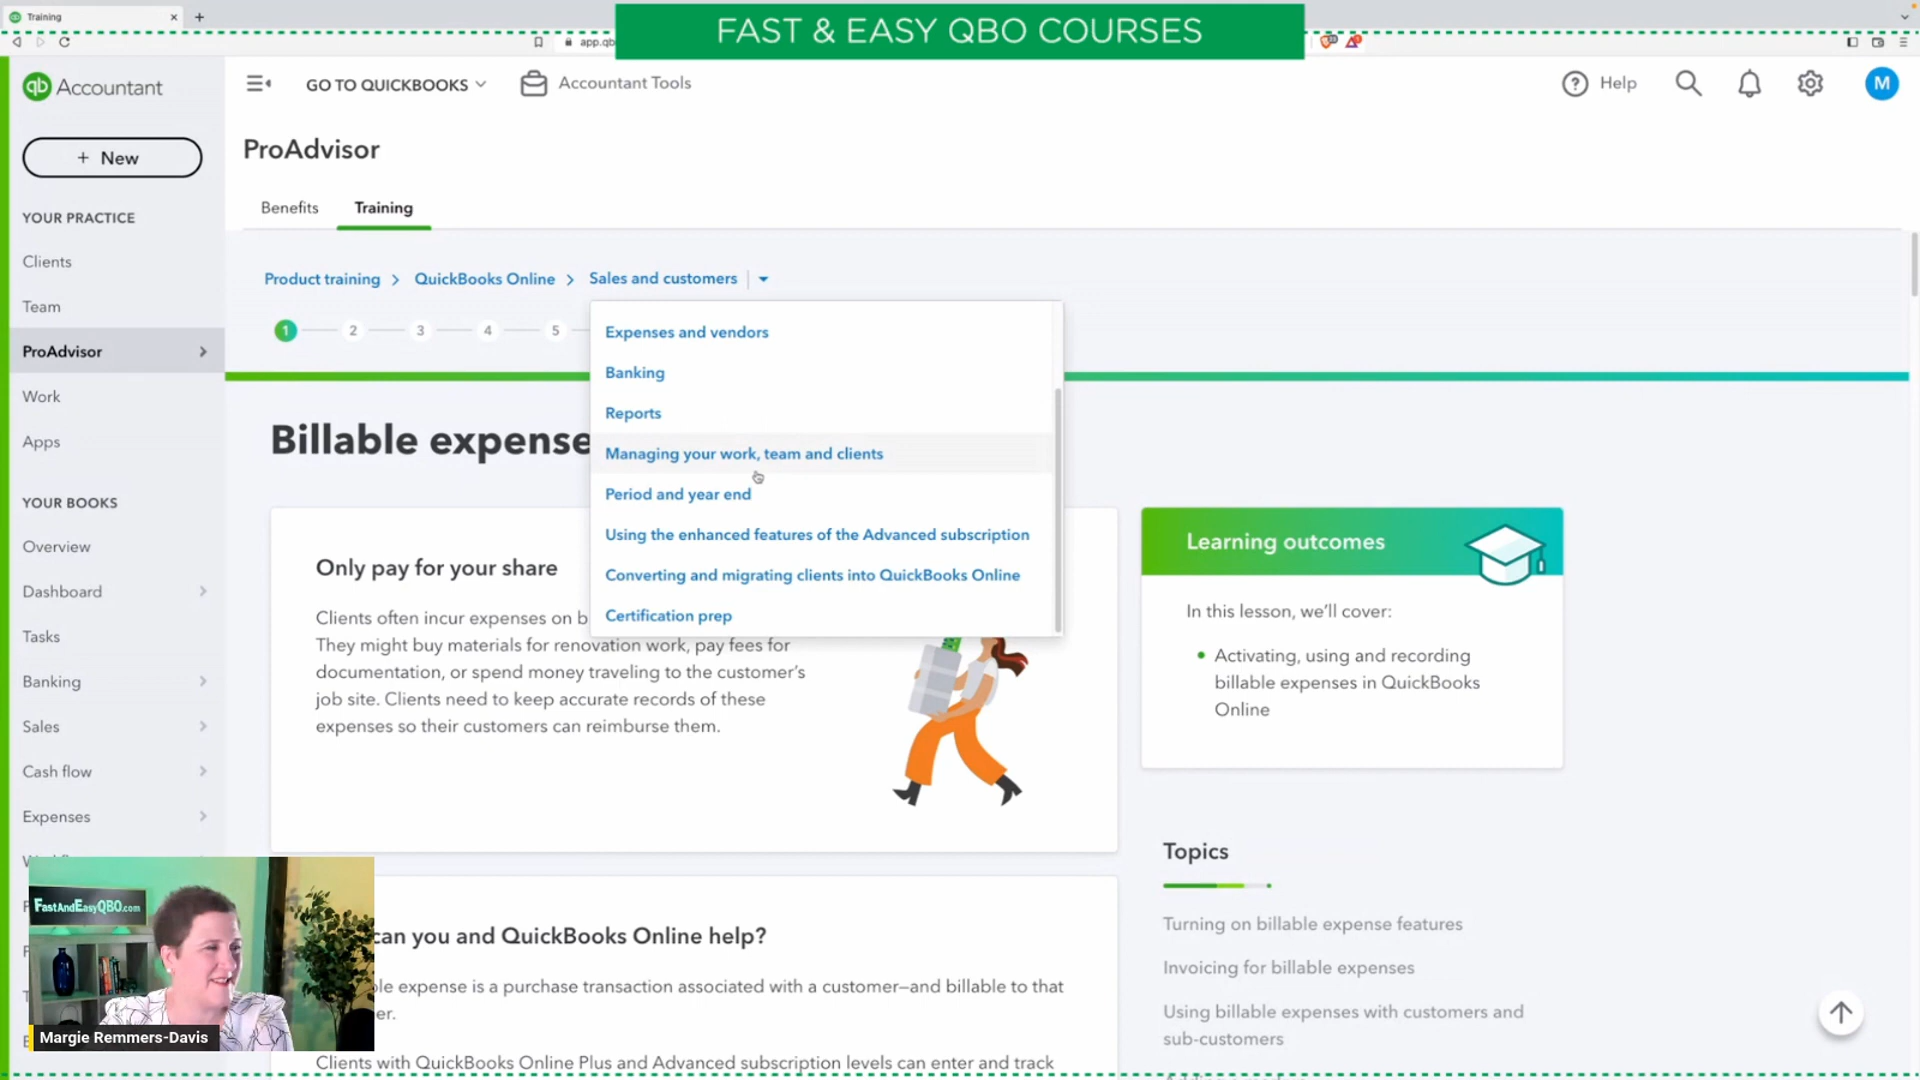 Training
FAST & EASY QBO COURSES
app.qb
qb Accountant
GO TO QUICKBOOKS
Accountant Tools
Help
M
+ New
ProAdvisor
Benefits
Training
YOUR PRACTICE
Clients
Team
ProAdvisor
Work
Apps
YOUR BOOKS
Overview
Dashboard
Tasks
Banking
Sales
Cash flow
Expenses
Product training > QuickBooks Online > Sales and customers
1 2 3 4 5
Expenses and vendors
Banking
Reports
Managing your work, team and clients
Period and year end
Using the enhanced features of the Advanced subscription
Converting and migrating clients into QuickBooks Online
Certification prep
Billable expense
Only pay for your share
Clients often incur expenses on b
They might buy materials for renovation work, pay fees for
documentation, or spend money traveling to the customer's
job site. Clients need to keep accurate records of these
expenses so their customers can reimburse them.
Learning outcomes
In this lesson, we'll cover:
• Activating, using and recording
billable expenses in QuickBooks
Online
can you and QuickBooks Online help?
le expense is a purchase transaction associated with a customer—and billable to that
er.
Clients with QuickBooks Online Plus and Advanced subscription levels can enter and track
Topics
Turning on billable expense features
Invoicing for billable expenses
Using billable expenses with customers and
sub-customers
FastAndEasyQBO.com
Margie Remmers-Davis